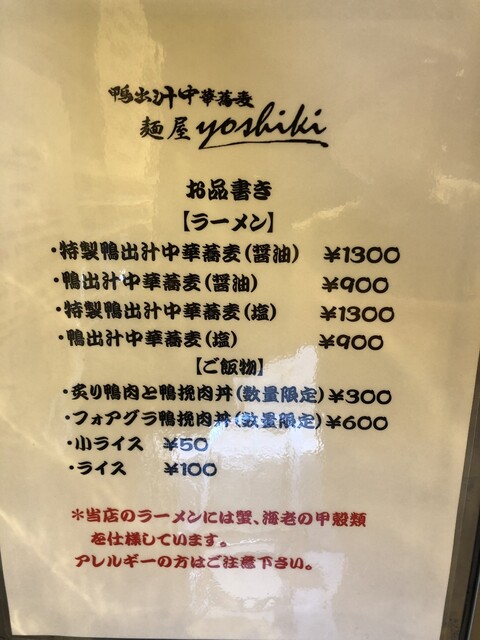 鴨出汁中華蕎麦
麺屋yoshiki
お品書き
【ラーメン】
・特製鴨出汁中華蕎麦(醤油) ¥1300
・鴨出汁中華蕎麦(醤油) ¥900
・特製鴨出汁中華蕎麦(塩) ¥1300
・鴨出汁中華蕎麦(塩) ¥900
【ご飯物】
・炙り鴨肉と鴨挽肉丼(数量限定)¥300
・フォアグラ鴨挽肉丼(数量限定)¥600
・小ライス ¥50
・ライス ¥100
*当店のラーメンには蟹、海老の甲殻類
を仕様しています。
アレルギーの方はご注意下さい。